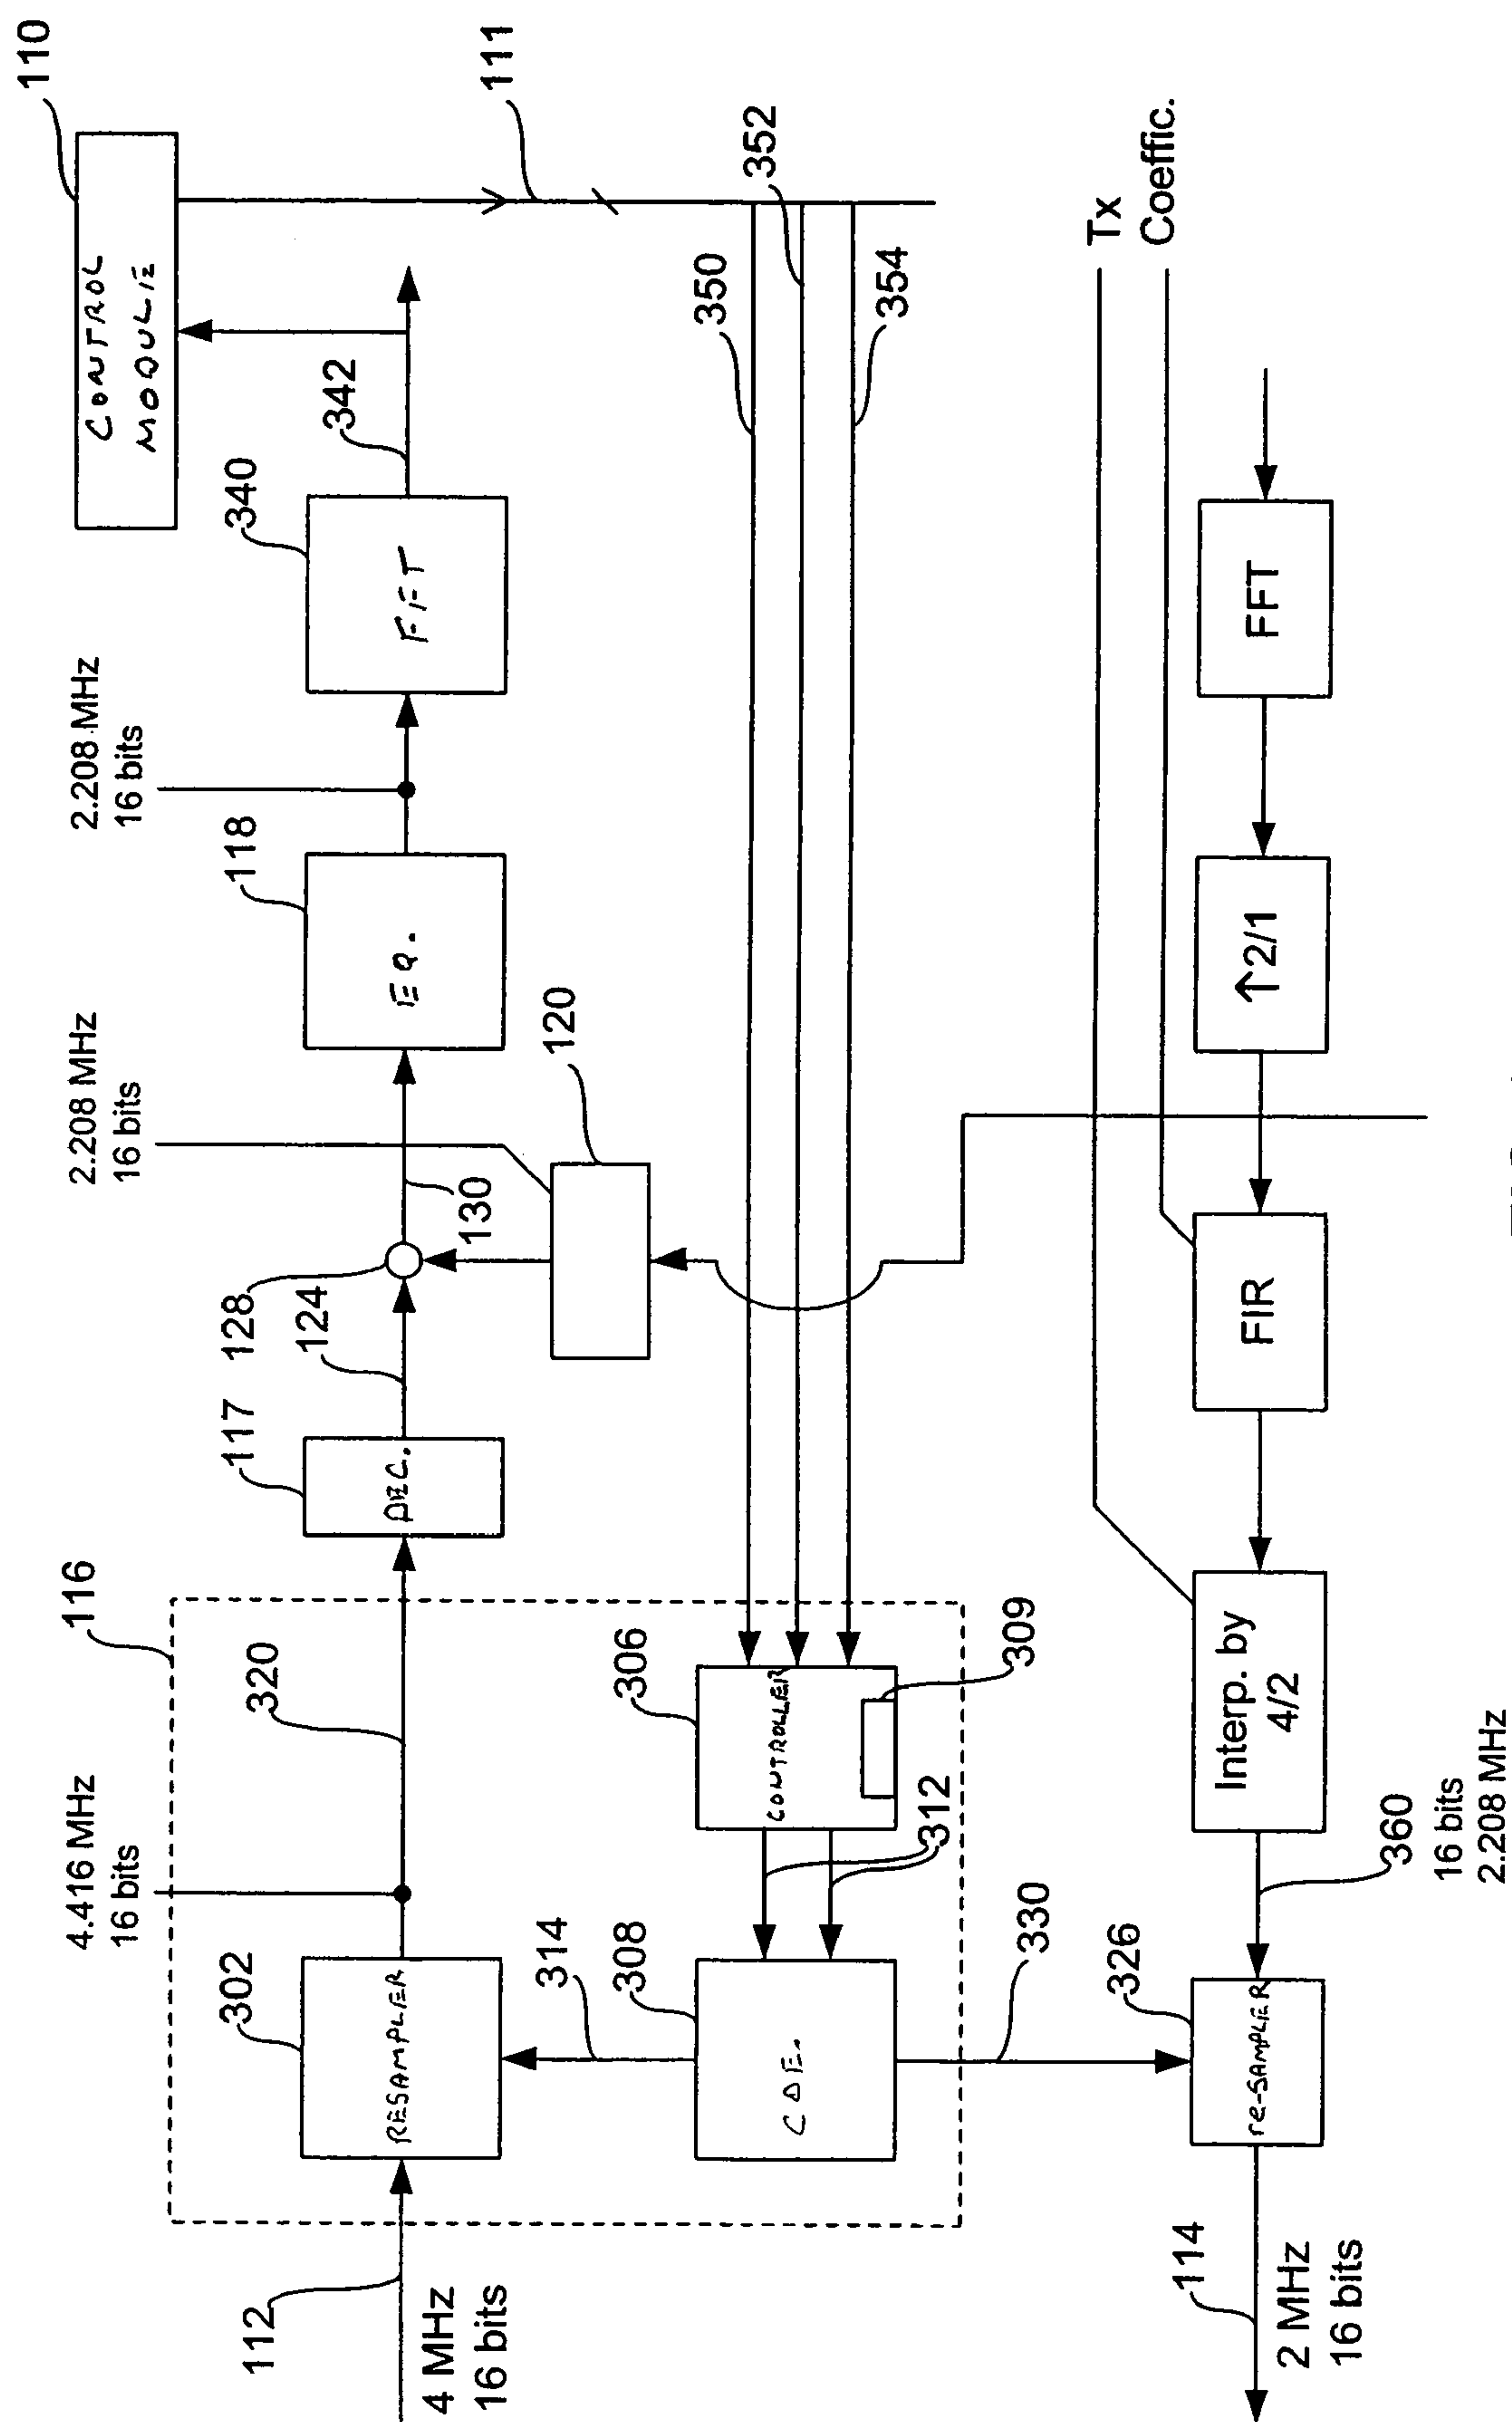 110
CONTROL
MODULE
111
342
340
FFT
2.208 MHz
16 bits
118
EQ.
2.208 MHz
16 bits
120
130
128
124
117
DEC.
116
320
4.416 MHz
16 bits
302
RESAMPLER
112
4 MHz
16 bits
350
352
354
306
CONTROLLER
309
312
314
308
CDE.
330
Tx
Coeffic.
FFT
↑2/1
FIR
Interp. by
4/2
360
16 bits
2.208 MHz
326
re-SAMPLER
114
2 MHz
16 bits